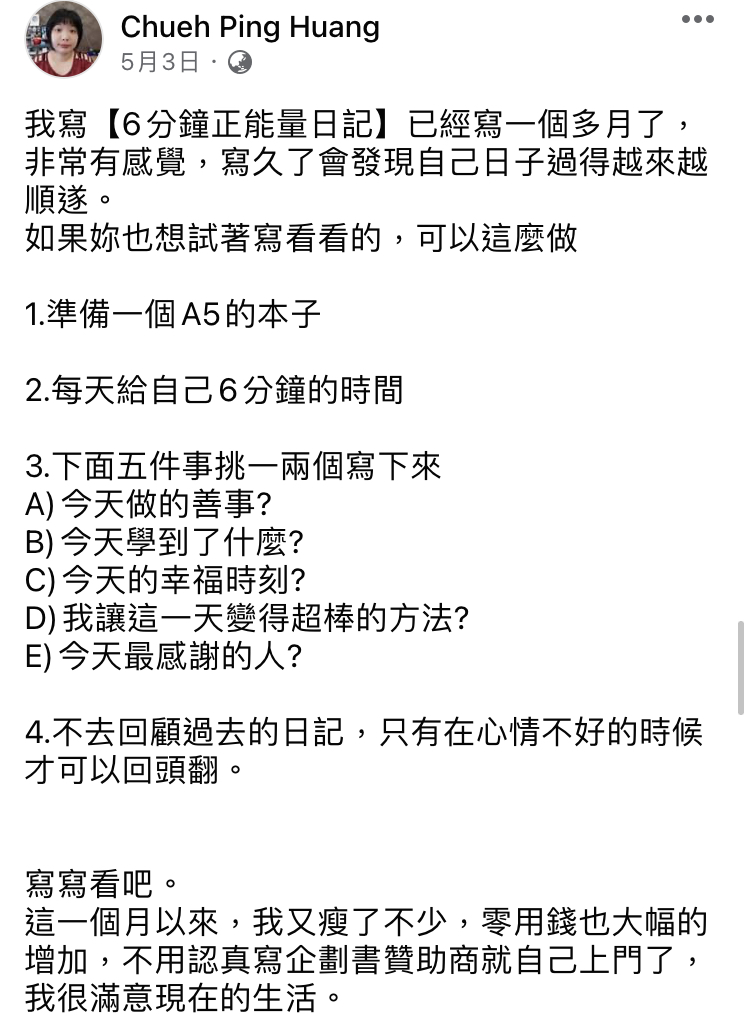 Chueh Ping Huang
5月3日 ·
我寫【6分鐘正能量日記】已經寫一個多月了，
非常有感覺，寫久了會發現自己日子過得越來越
順遂。
如果妳也想試著寫看看的，可以這麼做
1.準備一個A5的本子
2.每天給自己6分鐘的時間
3.下面五件事挑一兩個寫下來
A)今天做的善事?
B)今天學到了什麼?
C)今天的幸福時刻?
D)我讓這一天變得超棒的方法?
E)今天最感謝的人?
4.不去回顧過去的日記，只有在心情不好的時候
才可以回頭翻。
寫寫看吧。
這一個月以來，我又瘦了不少，零用錢也大幅的
增加，不用認真寫企劃書贊助商就自己上門了，
我很滿意現在的生活。